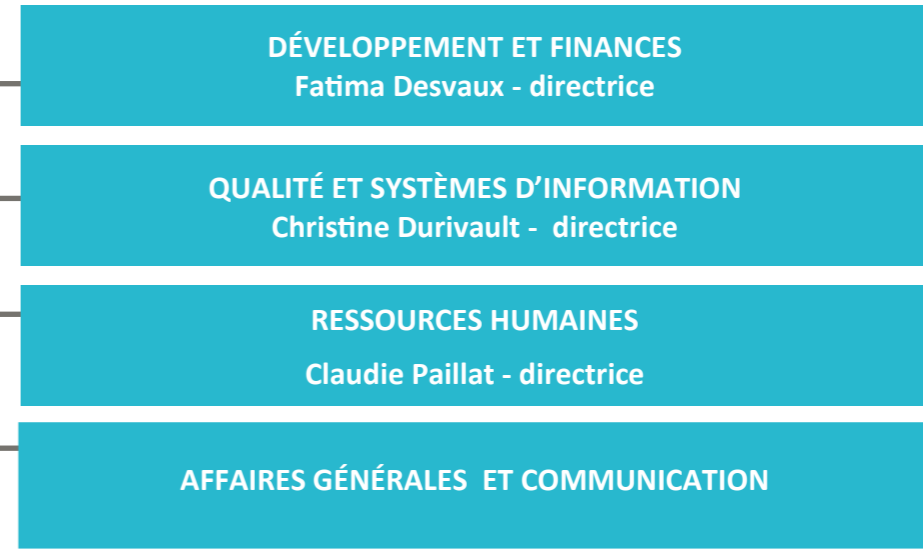 DÉVELOPPEMENT ET FINANCES
Fatima Desvaux - directrice
QUALITÉ ET SYSTÈMES D’INFORMATION
Christine Durivault - directrice
RESSOURCES HUMAINES
Claudie Paillat - directrice
AFFAIRES GÉNÉRALES ET COMMUNICATION